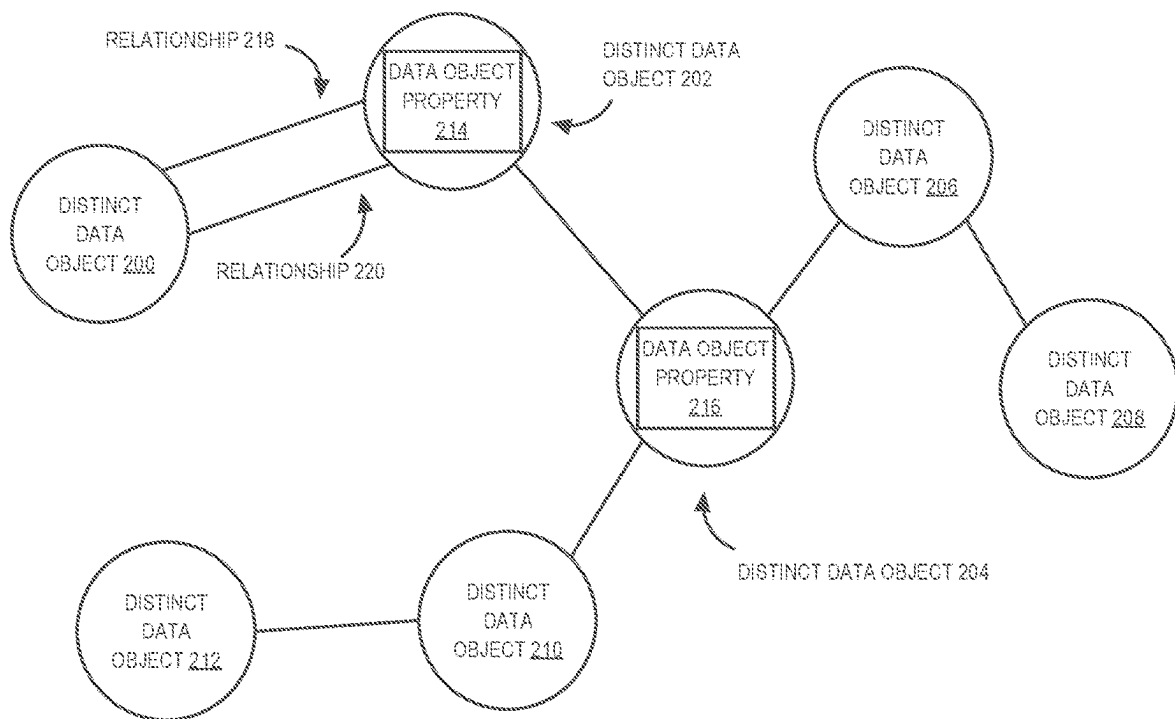 RELATIONSHIP 218
DATA OBJECT
PROPERTY
214
DISTINCT DATA
OBJECT 202
DISTINCT
DATA
OBJECT 206
DISTINCT
DATA
OBJECT 200
RELATIONSHIP 220
DATA OBJECT
PROPERTY
216
DISTINCT
DATA
OBJECT 208
DISTINCT DATA OBJECT 204
DISTINCT
DATA
OBJECT 212
DISTINCT
DATA
OBJECT 210